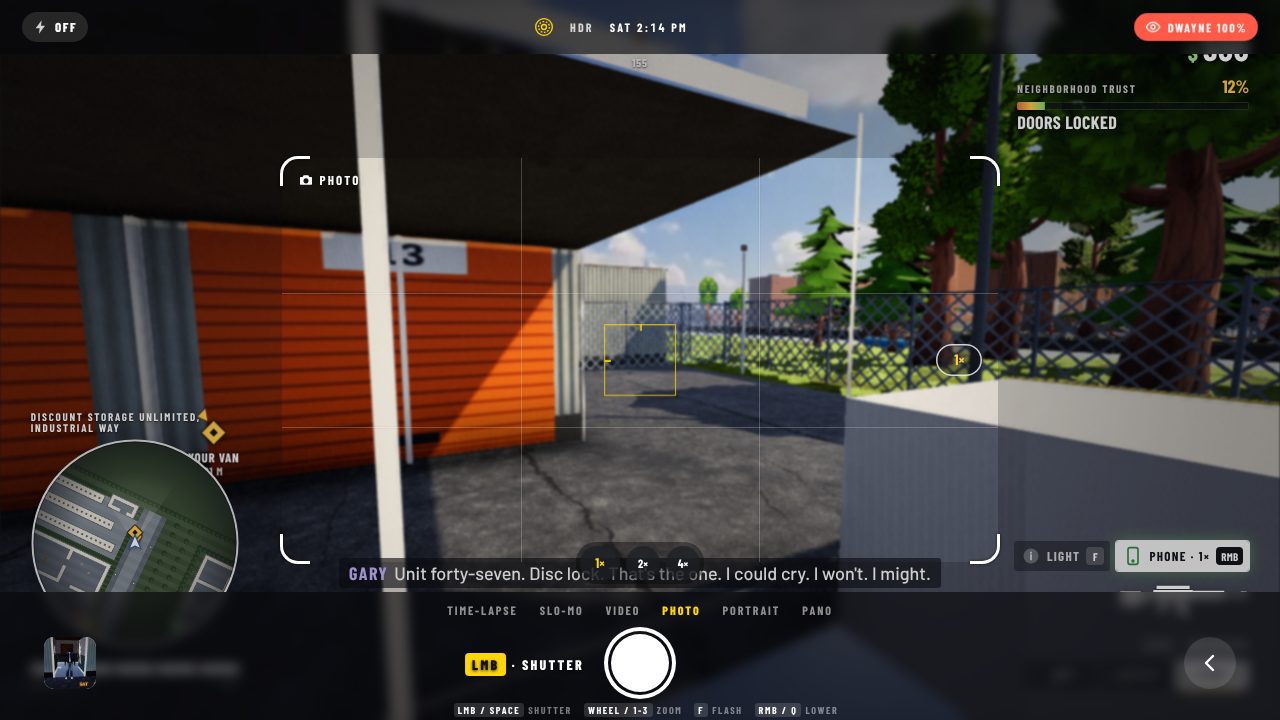 OFF
HDR SAT 2:14 PM
DWAYNE 100%
155
NEIGHBORHOOD TRUST 12%
DOORS LOCKED
PHOTO
1×
DISCOUNT STORAGE UNLIMITED,
INDUSTRIAL WAY
YOUR VAN
LIGHT F
PHONE · 1× RMB
1× 2× 4×
GARY Unit forty-seven. Disc lock. That's the one. I could cry. I won't. I might.
TIME-LAPSE SLO-MO VIDEO PHOTO PORTRAIT PANO
LMB · SHUTTER
LMB / SPACE SHUTTER WHEEL / 1-3 ZOOM F FLASH RMB / Q LOWER